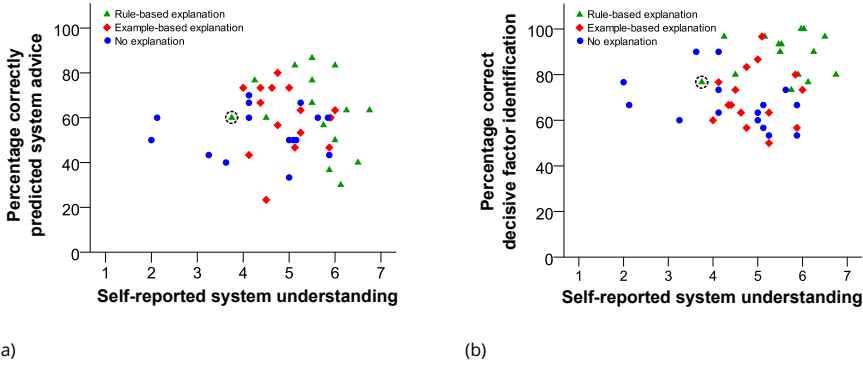 Rule-based explanation
Example-based explanation
No explanation
100
80
60
40
20
0
1 2 3 4 5 6 7
Percentage correctly
predicted system advice
Self-reported system understanding
a)
Rule-based explanation
Example-based explanation
No explanation
100
80
60
40
20
0
1 2 3 4 5 6 7
Percentage correct
decisive factor identification
Self-reported system understanding
(b)